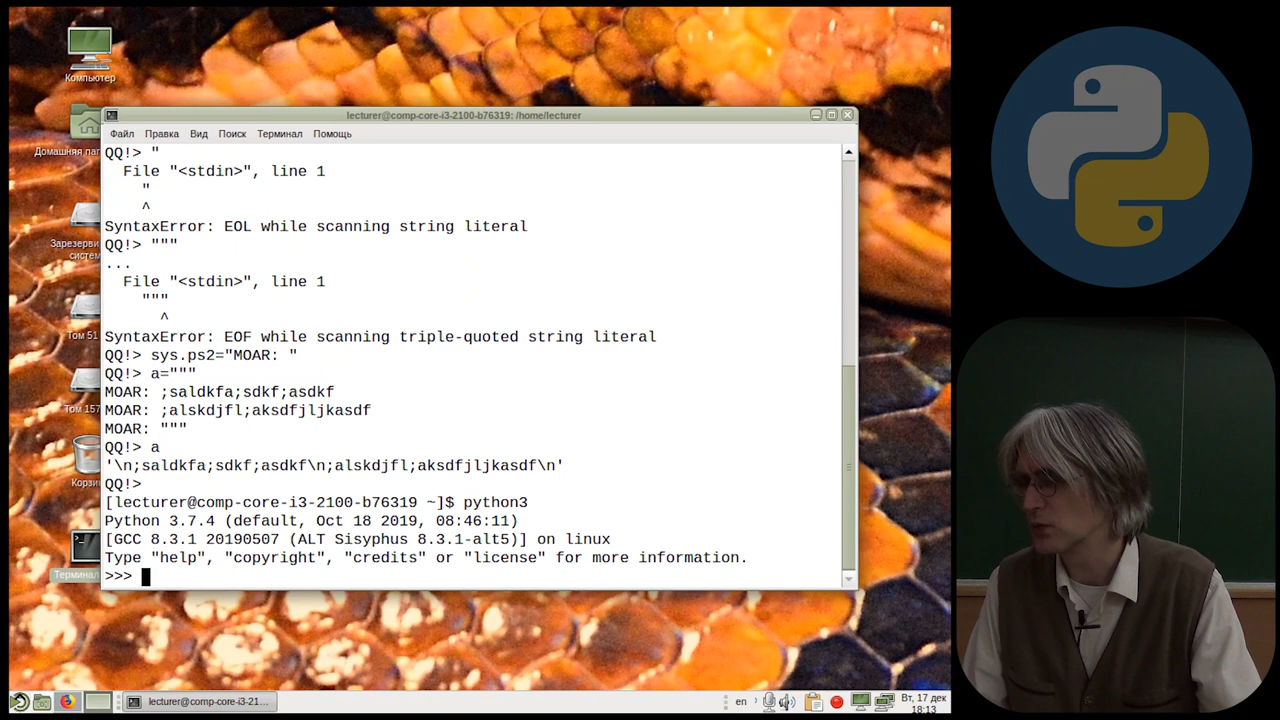 Компьютер
lecturer@comp-core-i3-2100-b76319: /home/lecturer
Файл Правка Вид Поиск Терминал Помощь
Домашняя пап
Зарезерви
систем
Том 51
Том 157
Корзи
Терминал
QQ!> "
  File "<stdin>", line 1
    "
    ^
SyntaxError: EOL while scanning string literal
QQ!> """
...
  File "<stdin>", line 1
    """
      ^
SyntaxError: EOF while scanning triple-quoted string literal
QQ!> sys.ps2="MOAR: "
QQ!> a="""
MOAR: ;saldkfa;sdkf;asdkf
MOAR: ;alskdjfl;aksdfjljkasdf
MOAR: """
QQ!> a
'\n;saldkfa;sdkf;asdkf\n;alskdjfl;aksdfjljkasdf\n'
QQ!>
[lecturer@comp-core-i3-2100-b76319 ~]$ python3
Python 3.7.4 (default, Oct 18 2019, 08:46:11)
[GCC 8.3.1 20190507 (ALT Sisyphus 8.3.1-alt5)] on linux
Type "help", "copyright", "credits" or "license" for more information.
>>>
lecturer@comp-core-i3-21...
en
Вт, 17 дек
18:13